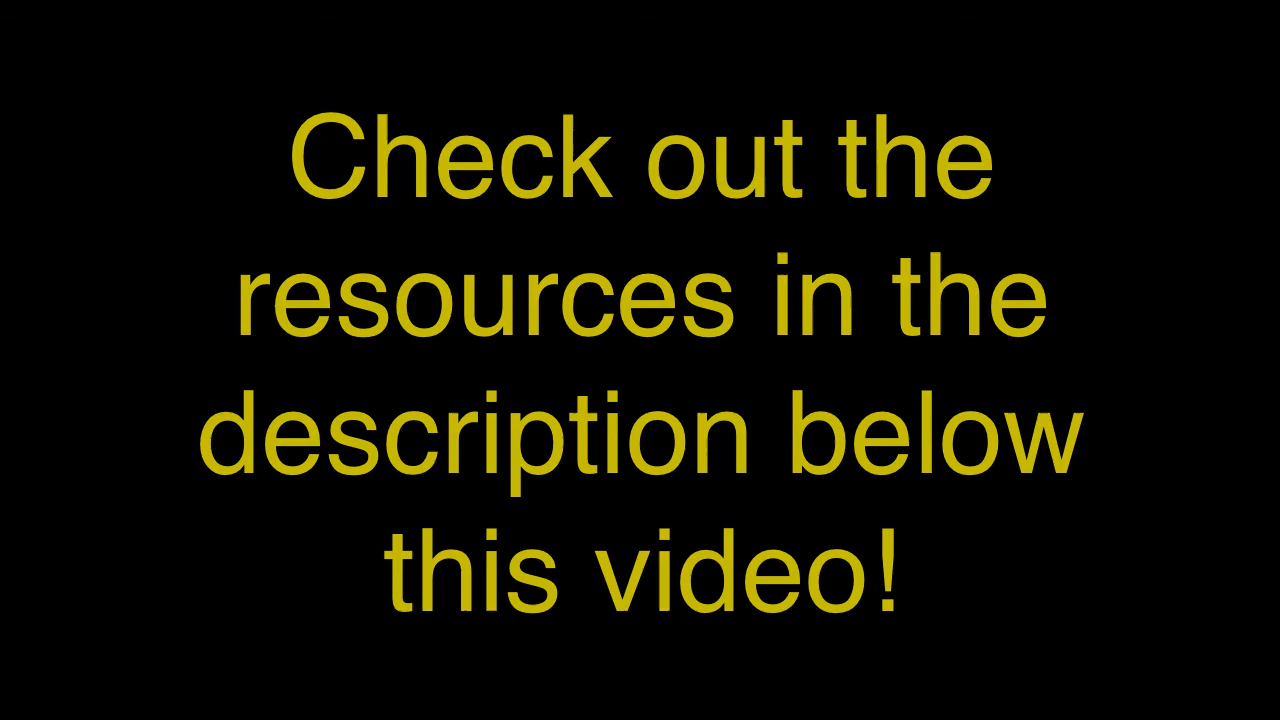 Check out the
resources in the
description below
this video!